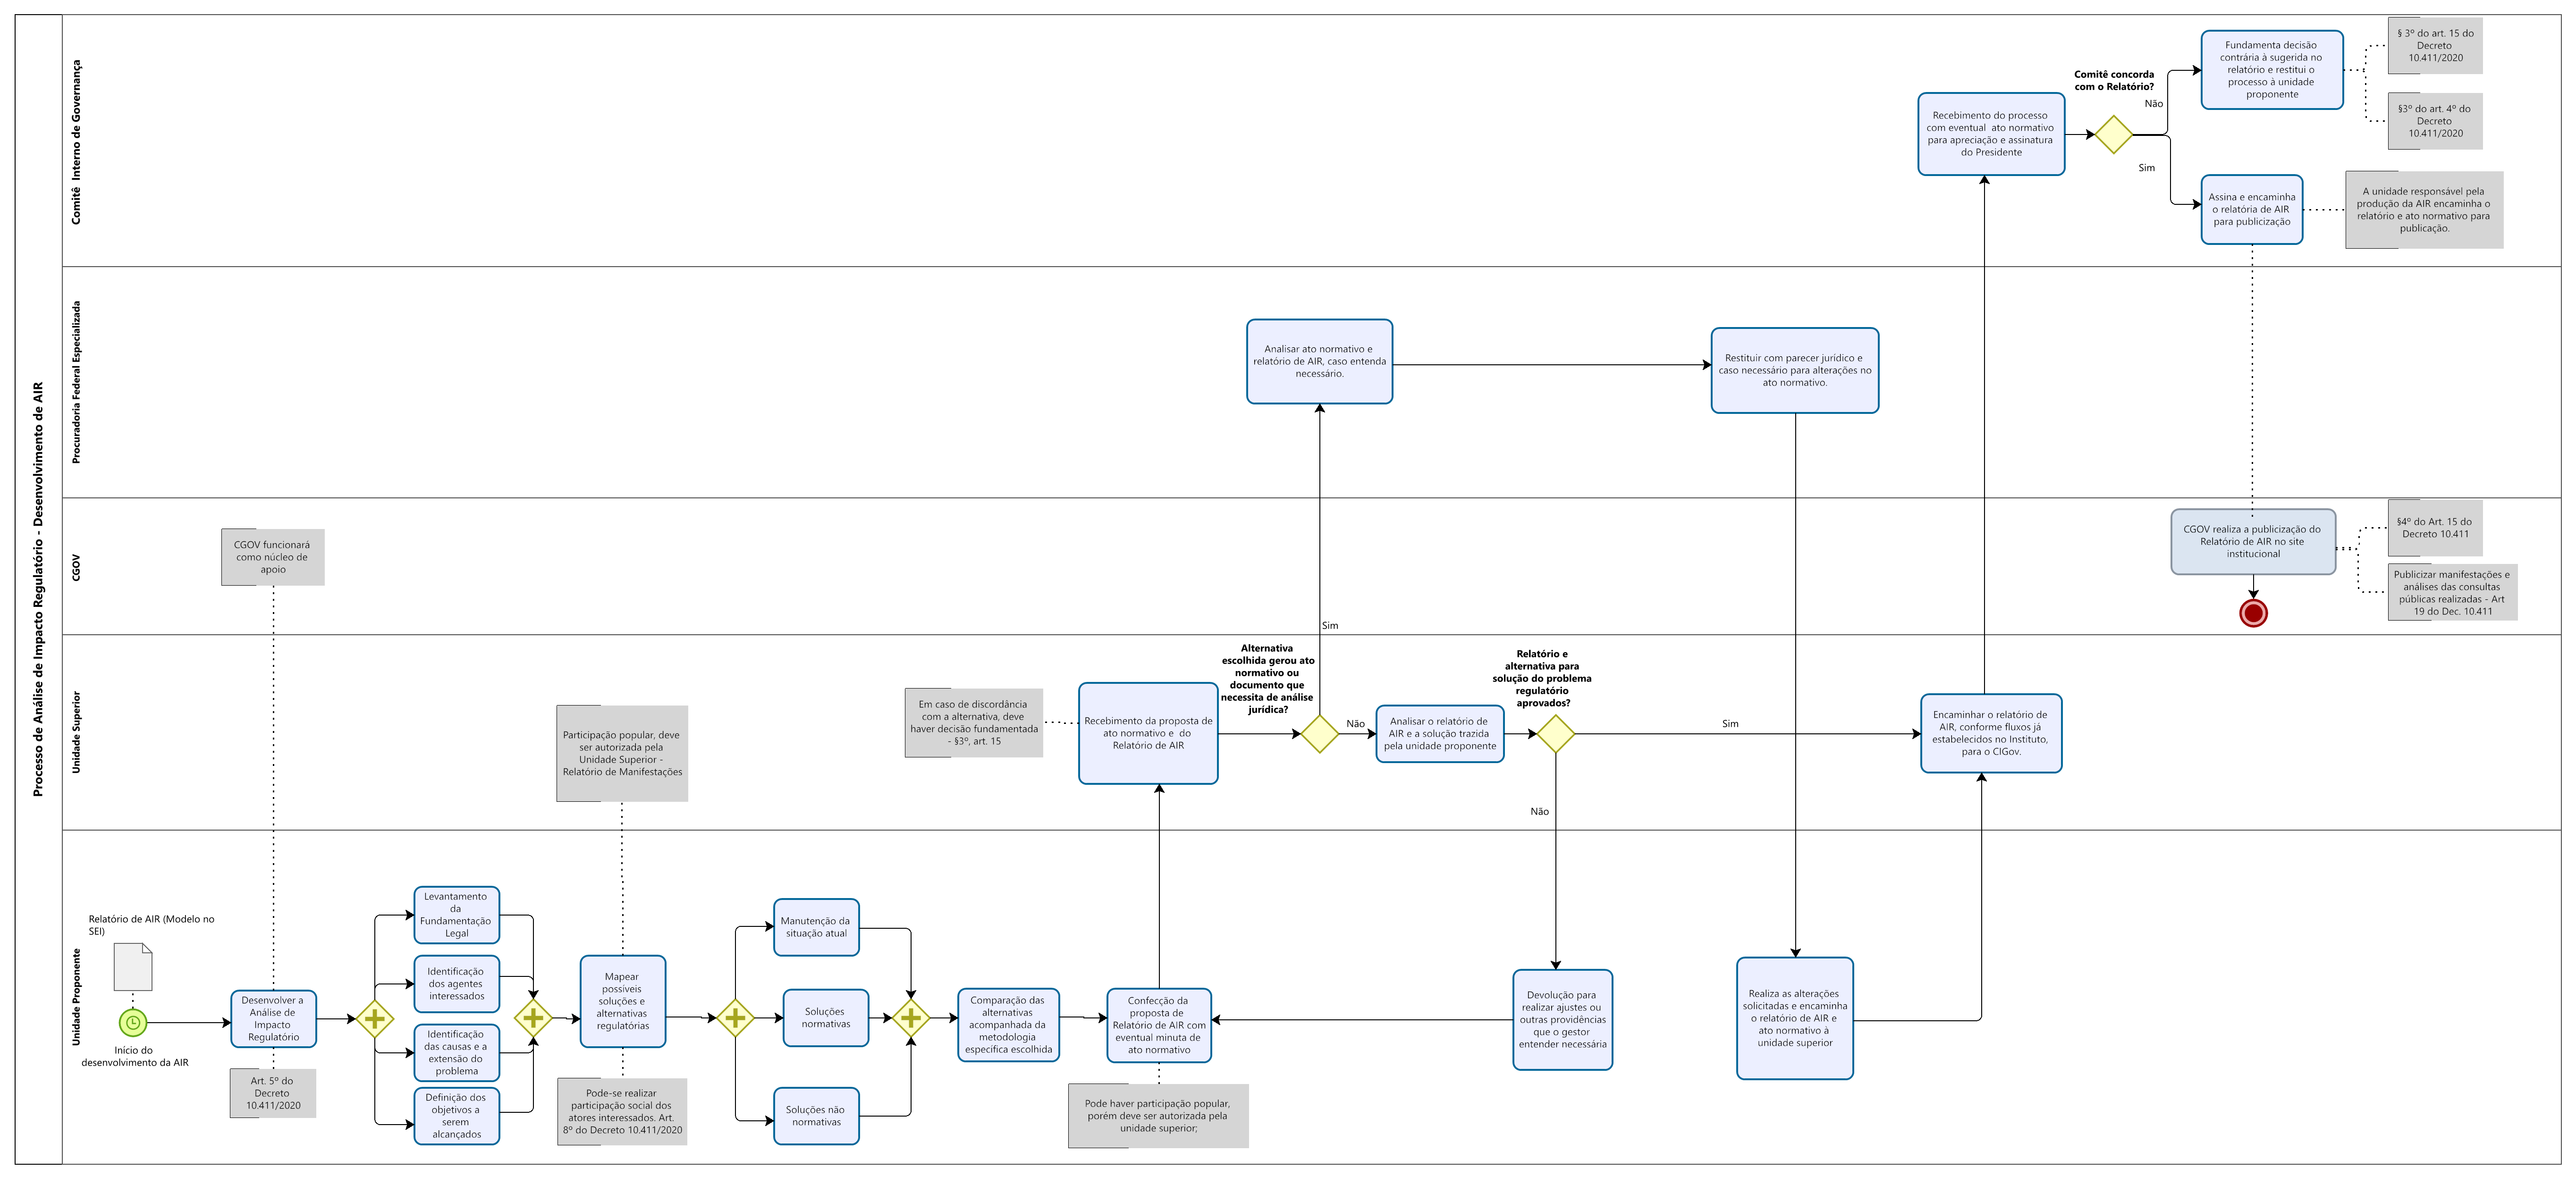 Processo de Análise de Impacto Regulatório - Desenvolvimento de AIR
Comitê  Interno de Governança
Comitê concorda
com o Relatório?
Não
Sim
Recebimento do processo
com eventual  ato normativo
para apreciação e assinatura
do Presidente
Fundamenta decisão
contrária à sugerida no
relatório e restitui o
processo à unidade
proponente
§ 3º do art. 15 do
Decreto
10.411/2020
§3º do art. 4º do
Decreto
10.411/2020
Assina e encaminha
o relatória de AIR
para publicização
A unidade responsável pela
produção da AIR encaminha o
relatório e ato normativo para
publicação.
Procuradoria Federal Especializada
Analisar ato normativo e
relatório de AIR, caso entenda
necessário.
Restituir com parecer jurídico e
caso necessário para alterações no
ato normativo.
CGOV
CGOV funcionará
como núcleo de
apoio
Sim
CGOV realiza a publicização do
Relatório de AIR no site
institucional
§4º do Art. 15 do
Decreto 10.411
Publicizar manifestações e
análises das consultas
públicas realizadas - Art
19 do Dec. 10.411
Unidade Superior
Participação popular, deve
ser autorizada pela
Unidade Superior -
Relatório de Manifestações
Em caso de discordância
com a alternativa, deve
haver decisão fundamentada
- §3º, art. 15
Recebimento da proposta de
ato normativo e  do
Relatório de AIR
Alternativa
escolhida gerou ato
normativo ou
documento que
necessita de análise
jurídica?
Não
Analisar o relatório de
AIR e a solução trazida
pela unidade proponente
Relatório e
alternativa para
solução do problema
regulatório
aprovados?
Sim
Não
Encaminhar o relatório de
AIR, conforme fluxos já
estabelecidos no Instituto,
para o CIGov.
Unidade Proponente
Relatório de AIR (Modelo no
SEI)
Início do
desenvolvimento da AIR
Desenvolver a
Análise de
Impacto
Regulatório
Art. 5º do
Decreto
10.411/2020
Levantamento
da
Fundamentação
Legal
Identificação
dos agentes
interessados
Identificação
das causas e a
extensão do
problema
Definição dos
objetivos a
serem
alcançados
Mapear
possíveis
soluções e
alternativas
regulatórias
Pode-se realizar
participação social dos
atores interessados. Art.
8º do Decreto 10.411/2020
Manutenção da
situação atual
Soluções
normativas
Soluções não
normativas
Comparação das
alternativas
acompanhada da
metodologia
específica escolhida
Confecção da
proposta de
Relatório de AIR com
eventual minuta de
ato normativo
Pode haver participação popular,
porém deve ser autorizada pela
unidade superior;
Devolução para
realizar ajustes ou
outras providências
que o gestor
entender necessária
Realiza as alterações
solicitadas e encaminha
o relatório de AIR e
ato normativo à
unidade superior